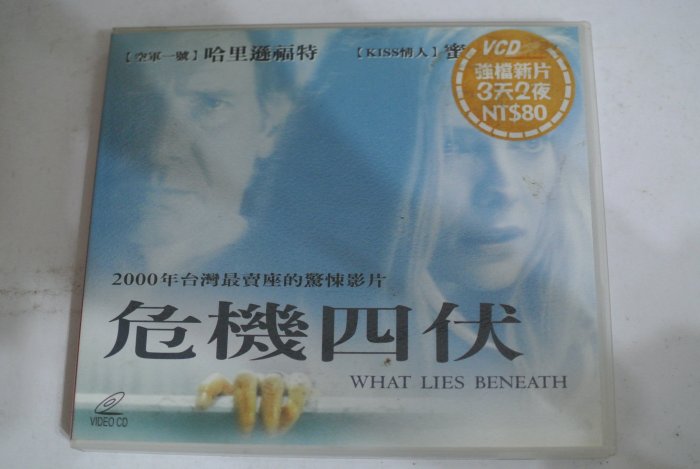 【空軍一號】哈里遜福特
【KISS情人】蜜
VCD
強檔新片
3天2夜
NT$80
2000年台灣最賣座的驚悚影片
危機四伏
WHAT LIES BENEATH
VIDEO CD